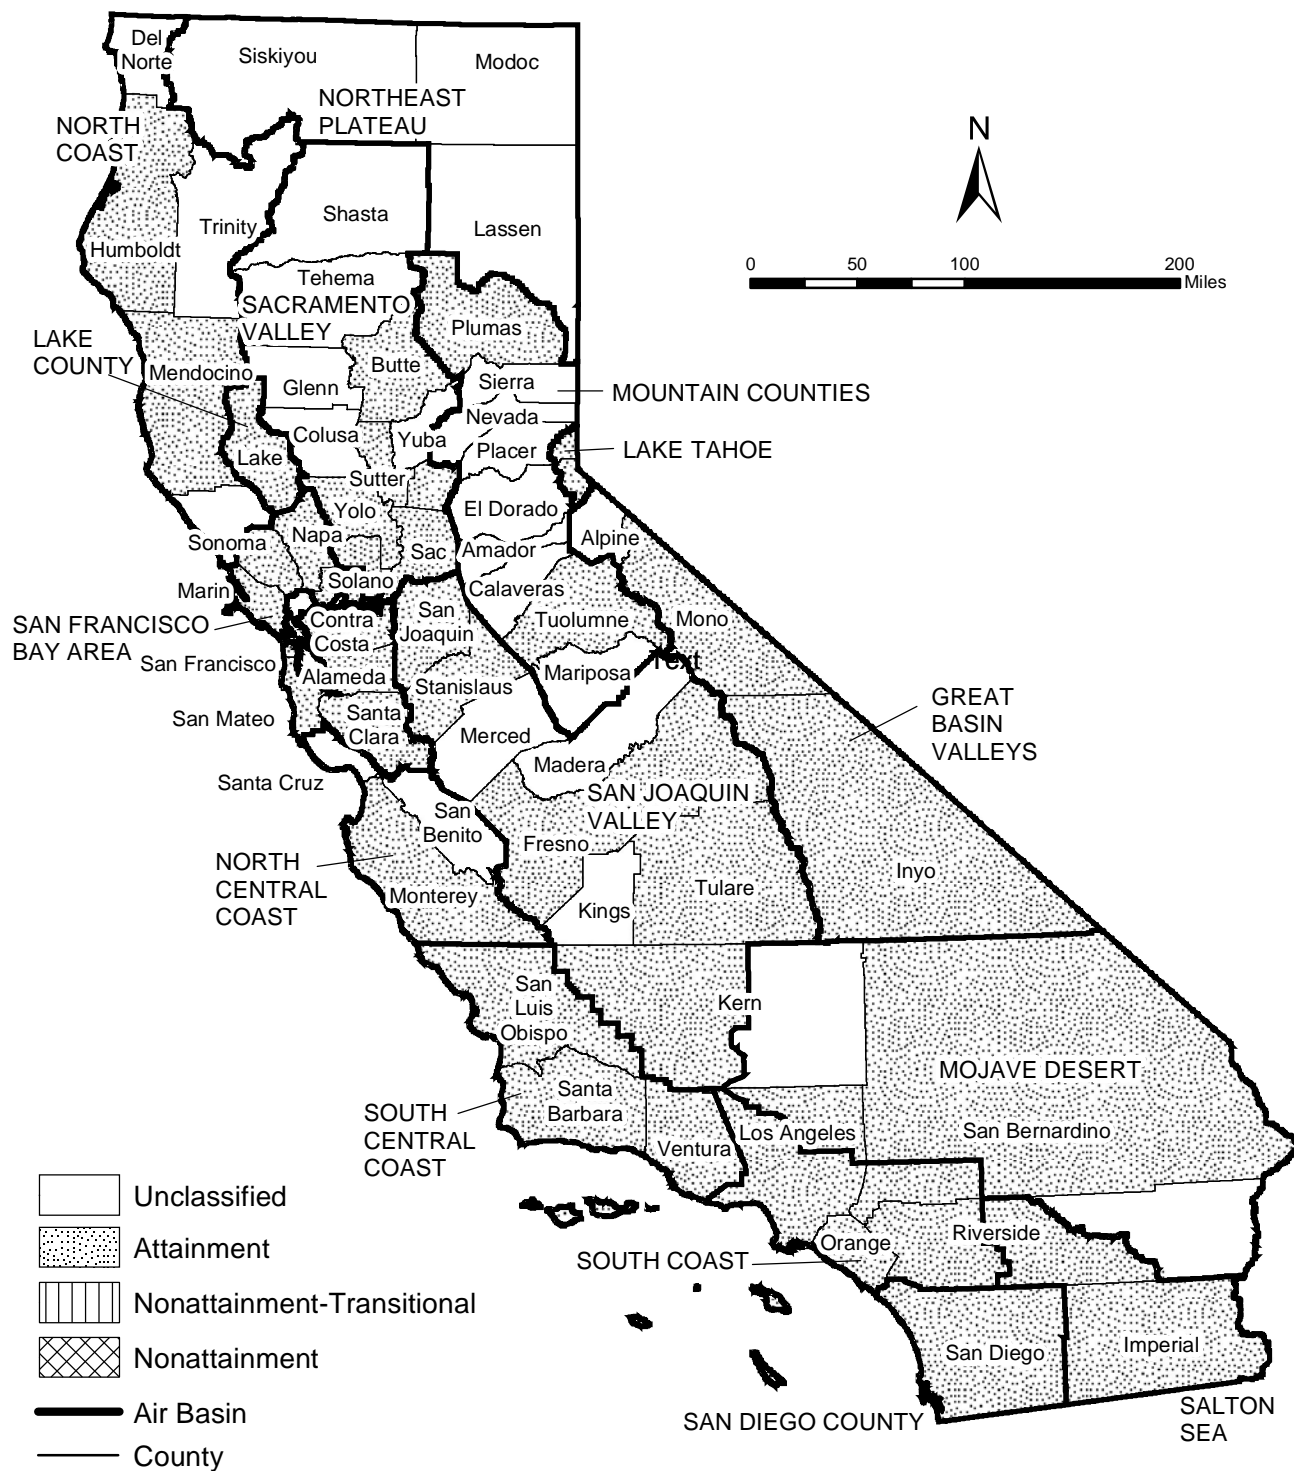 Del
Norte
Siskiyou
Modoc
NORTHEAST
PLATEAU
NORTH
COAST
N
Trinity
Shasta
Lassen
Humboldt
0
50
100
200
Miles
Tehema
SACRAMENTO
VALLEY
Plumas
LAKE
COUNTY
Mendocino
Butte
Glenn
Sierra
MOUNTAIN COUNTIES
Nevada
Colusa
Yuba
Placer
LAKE TAHOE
Lake
Sutter
Yolo
El Dorado
Napa
Sonoma
Sac
Amador
Alpine
Solano
Marin
Calaveras
SAN FRANCISCO
BAY AREA
Contra
Costa
San
Joaquin
Tuolumne
Mono
San Francisco
Text
Alameda
Mariposa
Stanislaus
San Mateo
Santa
Clara
Merced
GREAT
BASIN
VALLEYS
Madera
Santa Cruz
SAN JOAQUIN
VALLEY
San
Benito
Fresno
NORTH
CENTRAL
COAST
Monterey
Kings
Tulare
Inyo
San
Luis
Obispo
Kern
MOJAVE DESERT
Santa
Barbara
SOUTH
CENTRAL
COAST
Los Angeles
San Bernardino
Ventura
Riverside
Orange
SOUTH COAST
San Diego
Imperial
SAN DIEGO COUNTY
SALTON
SEA
Unclassified
Attainment
Nonattainment-Transitional
Nonattainment
Air Basin
County